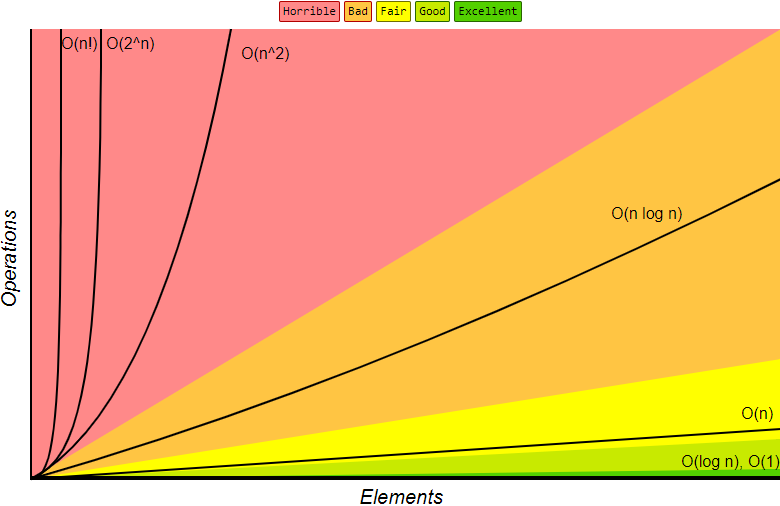 Horrible Bad Fair Good Excellent
O(n!) O(2^n)
O(n^2)
O(n log n)
O(n)
O(log n), O(1)
Operations
Elements